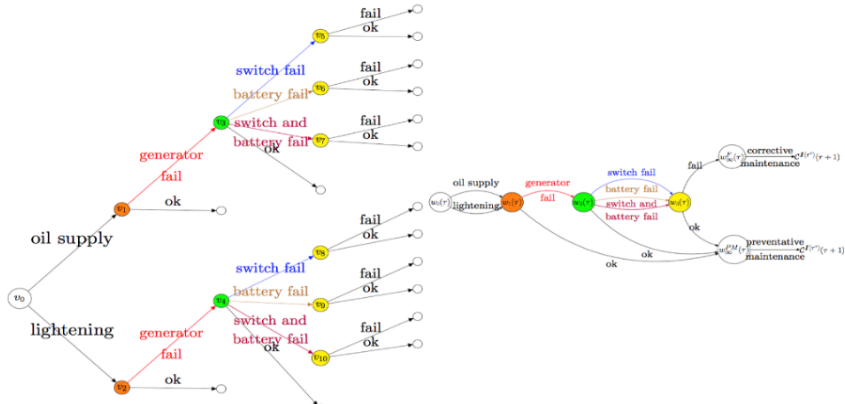 fail
v5
ok
switch fail
fail
battery fail
v6
ok
v3
switch and
fail
battery fail
v7
ok
ok
generator
fail
v1
ok
oil supply
v0
lightening
fail
v8
ok
switch fail
fail
battery fail
v9
ok
v4
switch and
fail
battery fail
v10
ok
ok
generator
fail
v2
ok
oil supply
lightening
generator
fail
switch fail
battery fail
switch and
battery fail
fail
ok
ok
ok
corrective
maintenance
preventative
maintenance